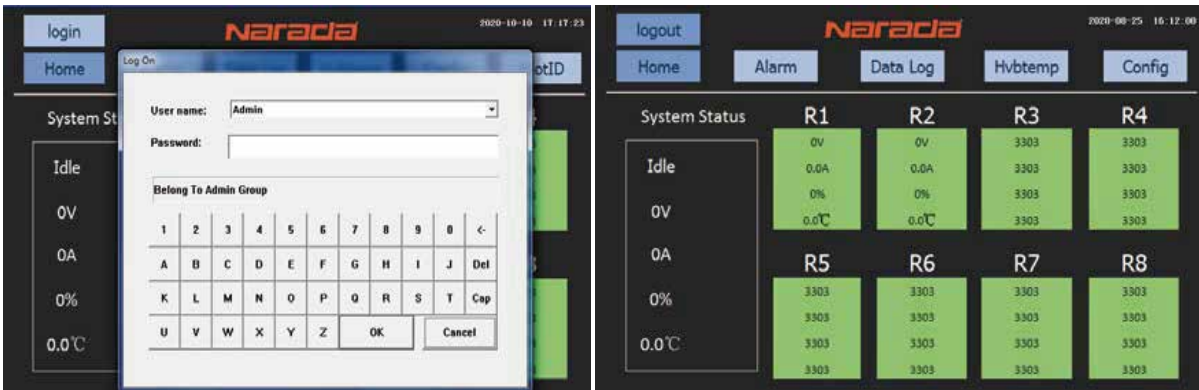 login
Narada
2020-10-10 17:17:23
Home
Log On
otID
System St
User name: Admin
Password:
Belong To Admin Group
Idle
0V
0A
0%
0.0℃
1 2 3 4 5 6 7 8 9 0 <-
A B C D E F G H I J Del
K L M N O P Q R S T Cap
U V W X Y Z OK Cancel
logout
Narada
2020-08-25 16:12:00
Home Alarm Data Log Hvbtemp Config
System Status R1 R2 R3 R4
Idle
0V
0A
0%
0.0℃
0V 0V 3303 3303
0.0A 0.0A 3303 3303
0% 0% 3303 3303
0.0℃ 0.0℃ 3303 3303
R5 R6 R7 R8
3303 3303 3303 3303
3303 3303 3303 3303
3303 3303 3303 3303
3303 3303 3303 3303